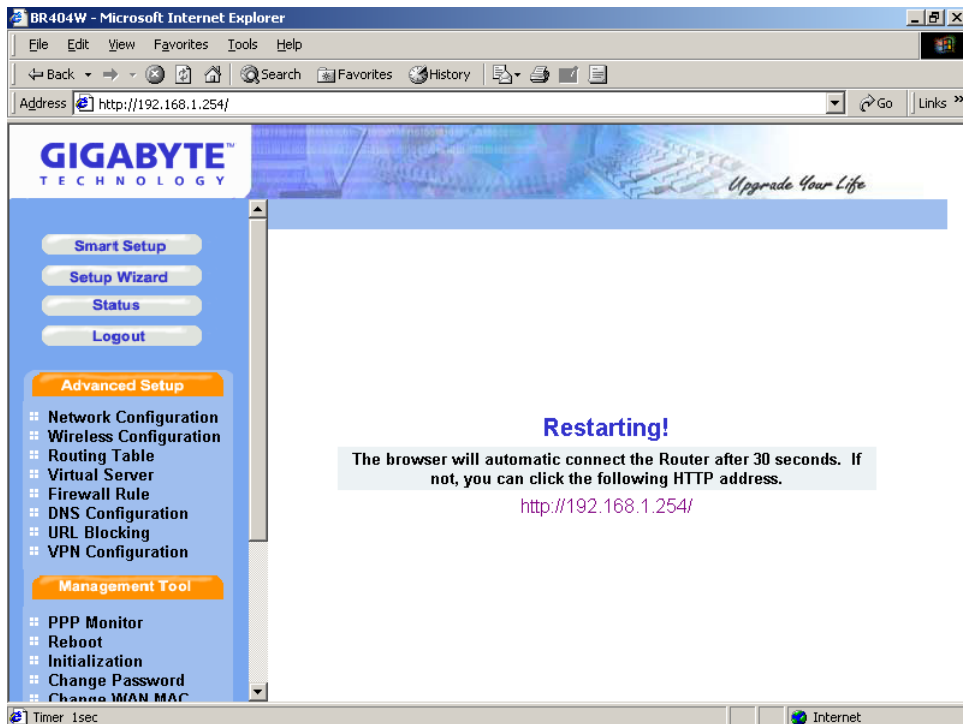 BR404W - Microsoft Internet Explorer
File Edit View Favorites Tools Help
Back Search Favorites History
Address http://192.168.1.254/ Go Links »
GIGABYTE™
TECHNOLOGY
Upgrade Your Life
Smart Setup
Setup Wizard
Status
Logout
Advanced Setup
Network Configuration
Wireless Configuration
Routing Table
Virtual Server
Firewall Rule
DNS Configuration
URL Blocking
VPN Configuration
Management Tool
PPP Monitor
Reboot
Initialization
Change Password
Change WAN MAC
Restarting!
The browser will automatic connect the Router after 30 seconds. If
not, you can click the following HTTP address.
http://192.168.1.254/
Timer 1sec
Internet